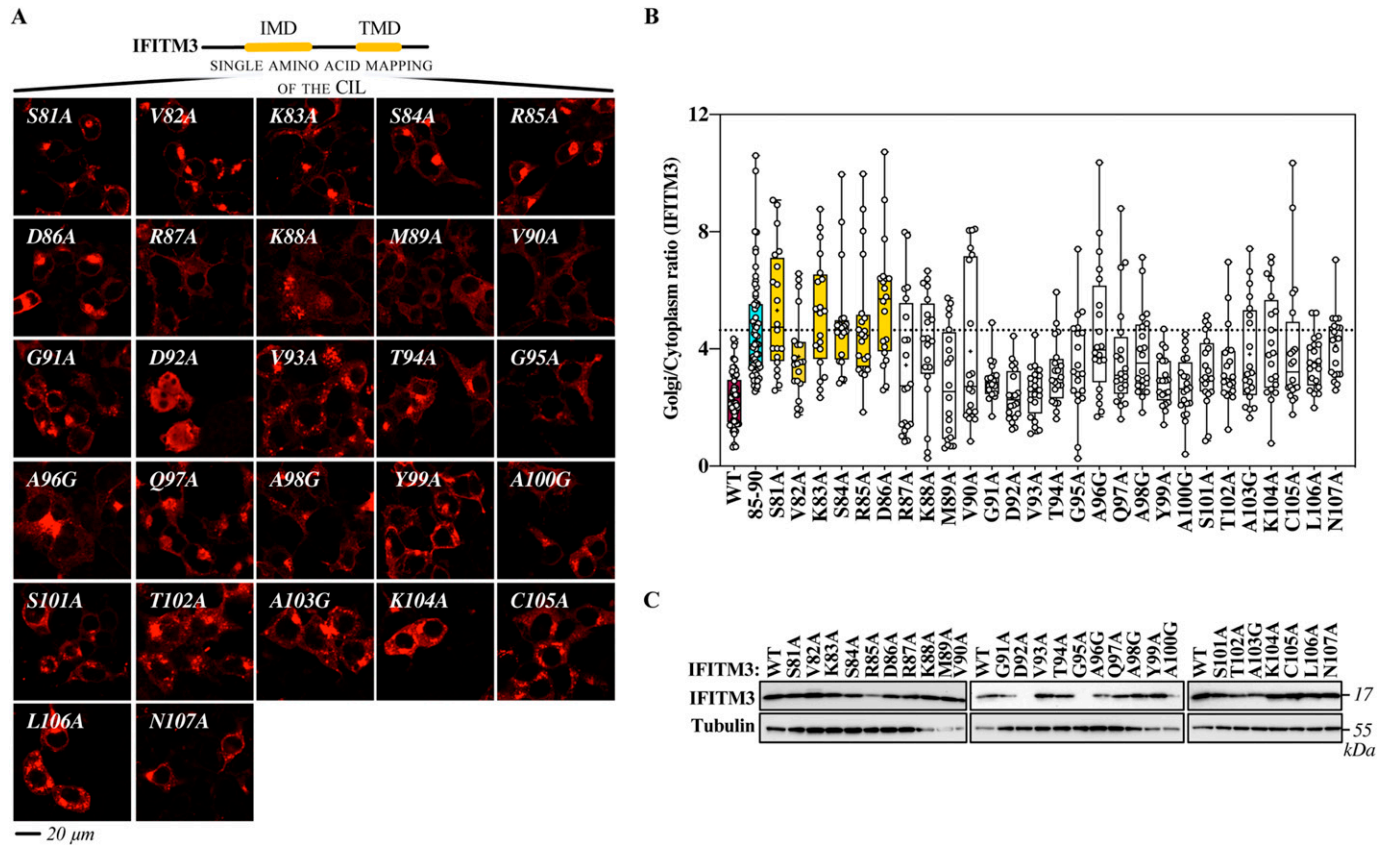 A
IMD TMD
IFITM3
SINGLE AMINO ACID MAPPING
OF THE CIL
S81A V82A K83A S84A R85A
D86A R87A K88A M89A V90A
G91A D92A V93A T94A G95A
A96G Q97A A98G Y99A A100G
S101A T102A A103G K104A C105A
L106A N107A
20 μm
B
Golgi/Cytoplasm ratio (IFITM3)
12
8
4
0
WT 85-90 S81A V82A K83A S84A R85A D86A R87A K88A M89A V90A G91A D92A V93A T94A G95A A96G Q97A A98G Y99A A100G S101A T102A A103G K104A C105A L106A N107A
C
IFITM3: WT S81A V82A K83A S84A R85A D86A R87A K88A M89A V90A WT G91A D92A V93A T94A G95A A96G Q97A A98G Y99A A100G WT S101A T102A A103G K104A C105A L106A N107A
IFITM3 17
Tubulin 55
kDa